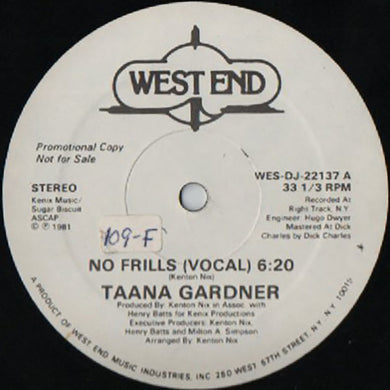 WEST END
Promotional Copy
Not for Sale
STEREO
Kenix Music/
Sugar Biscuit
ASCAP
© ℗ 1981
WES-DJ-22137 A
33 1/3 RPM
Recorded At
Right Track, N.Y.
Engineer: Hugo Dwyer
Mastered At Dick
Charles by Dick Charles
109-F
NO FRILLS (VOCAL) 6:20
(Kenton Nix)
TAANA GARDNER
Produced By: Kenton Nix in Assoc. with
Henry Batts for Kenix Productions
Executive Producers: Kenton Nix,
Henry Batts and Milton A. Simpson
Arranged By: Kenton Nix
A PRODUCT OF WEST END MUSIC INDUSTRIES, INC 250 WEST 57TH STREET N.Y. N.Y. 10019